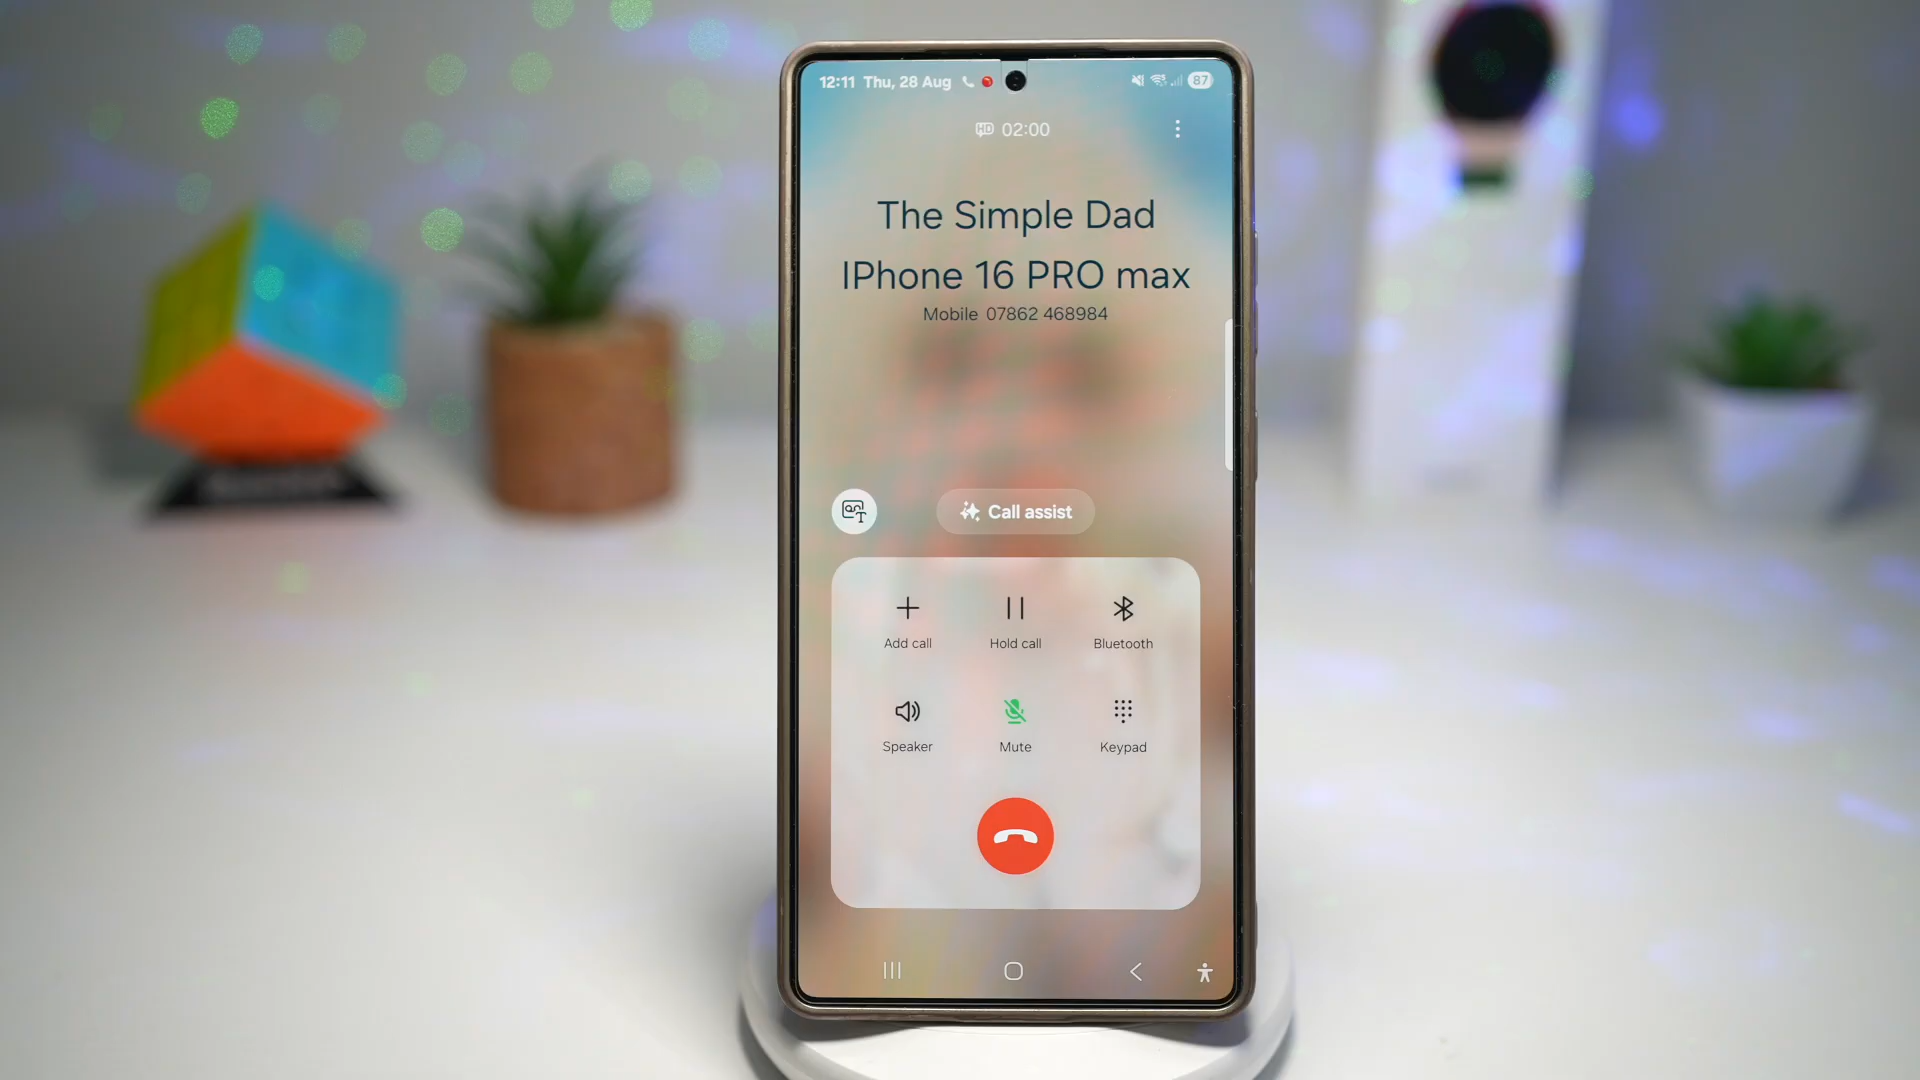 12:11 Thu, 28 Aug
87
HD 02:00
The Simple Dad
IPhone 16 PRO max
Mobile 07862 468984
Call assist
Add call
Hold call
Bluetooth
Speaker
Mute
Keypad